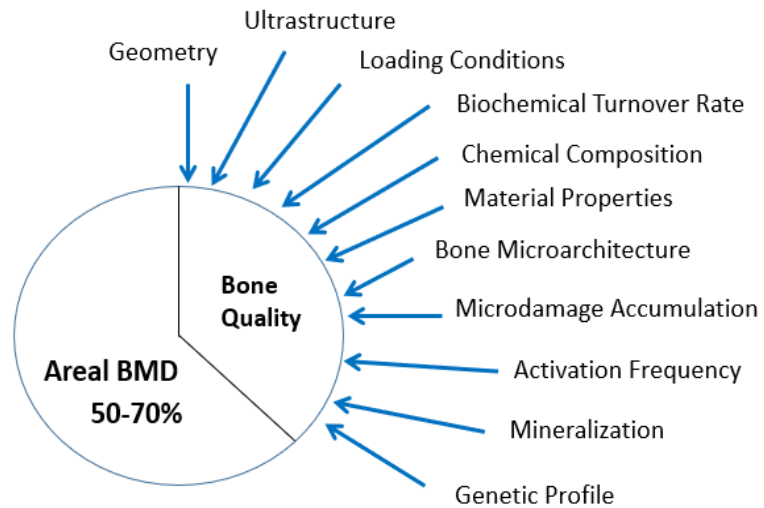 Ultrastructure
Geometry
Loading Conditions
Biochemical Turnover Rate
Chemical Composition
Material Properties
Bone Microarchitecture
Bone
Quality
Microdamage Accumulation
Areal BMD
50-70%
Activation Frequency
Mineralization
Genetic Profile